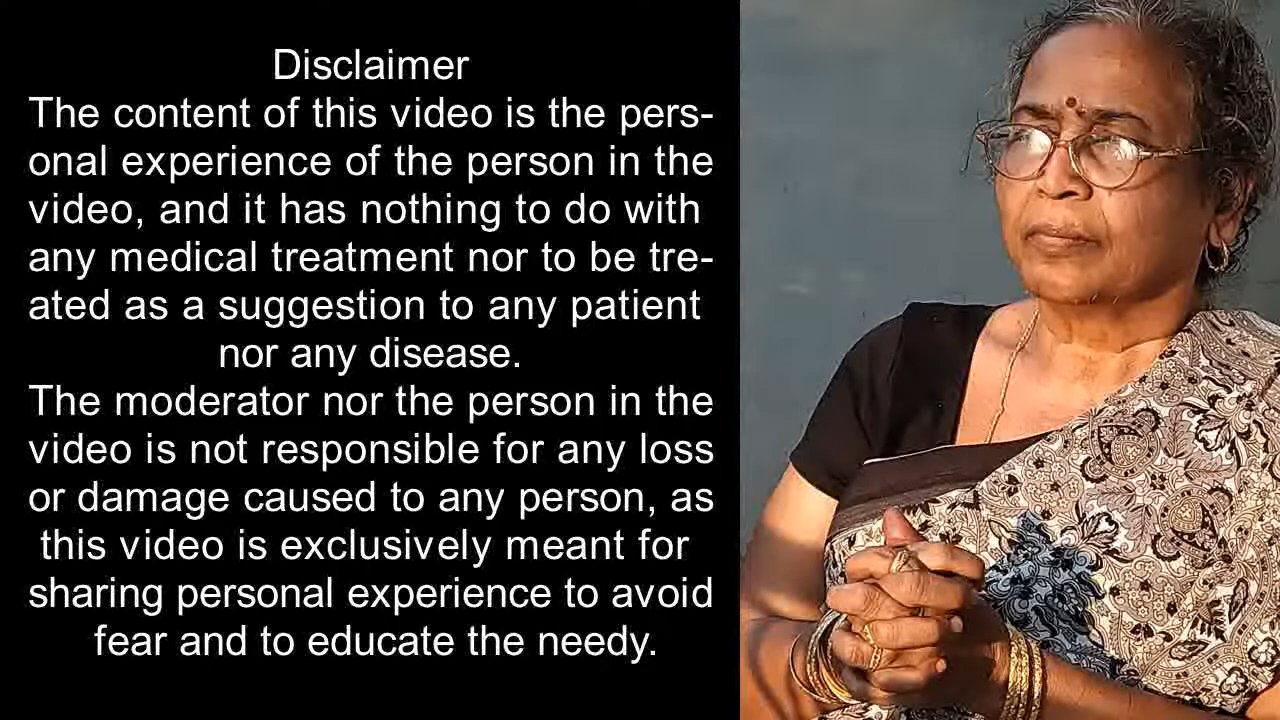 Disclaimer
The content of this video is the pers-
onal experience of the person in the
video, and it has nothing to do with
any medical treatment nor to be tre-
ated as a suggestion to any patient
nor any disease.
The moderator nor the person in the
video is not responsible for any loss
or damage caused to any person, as
this video is exclusively meant for
sharing personal experience to avoid
fear and to educate the needy.